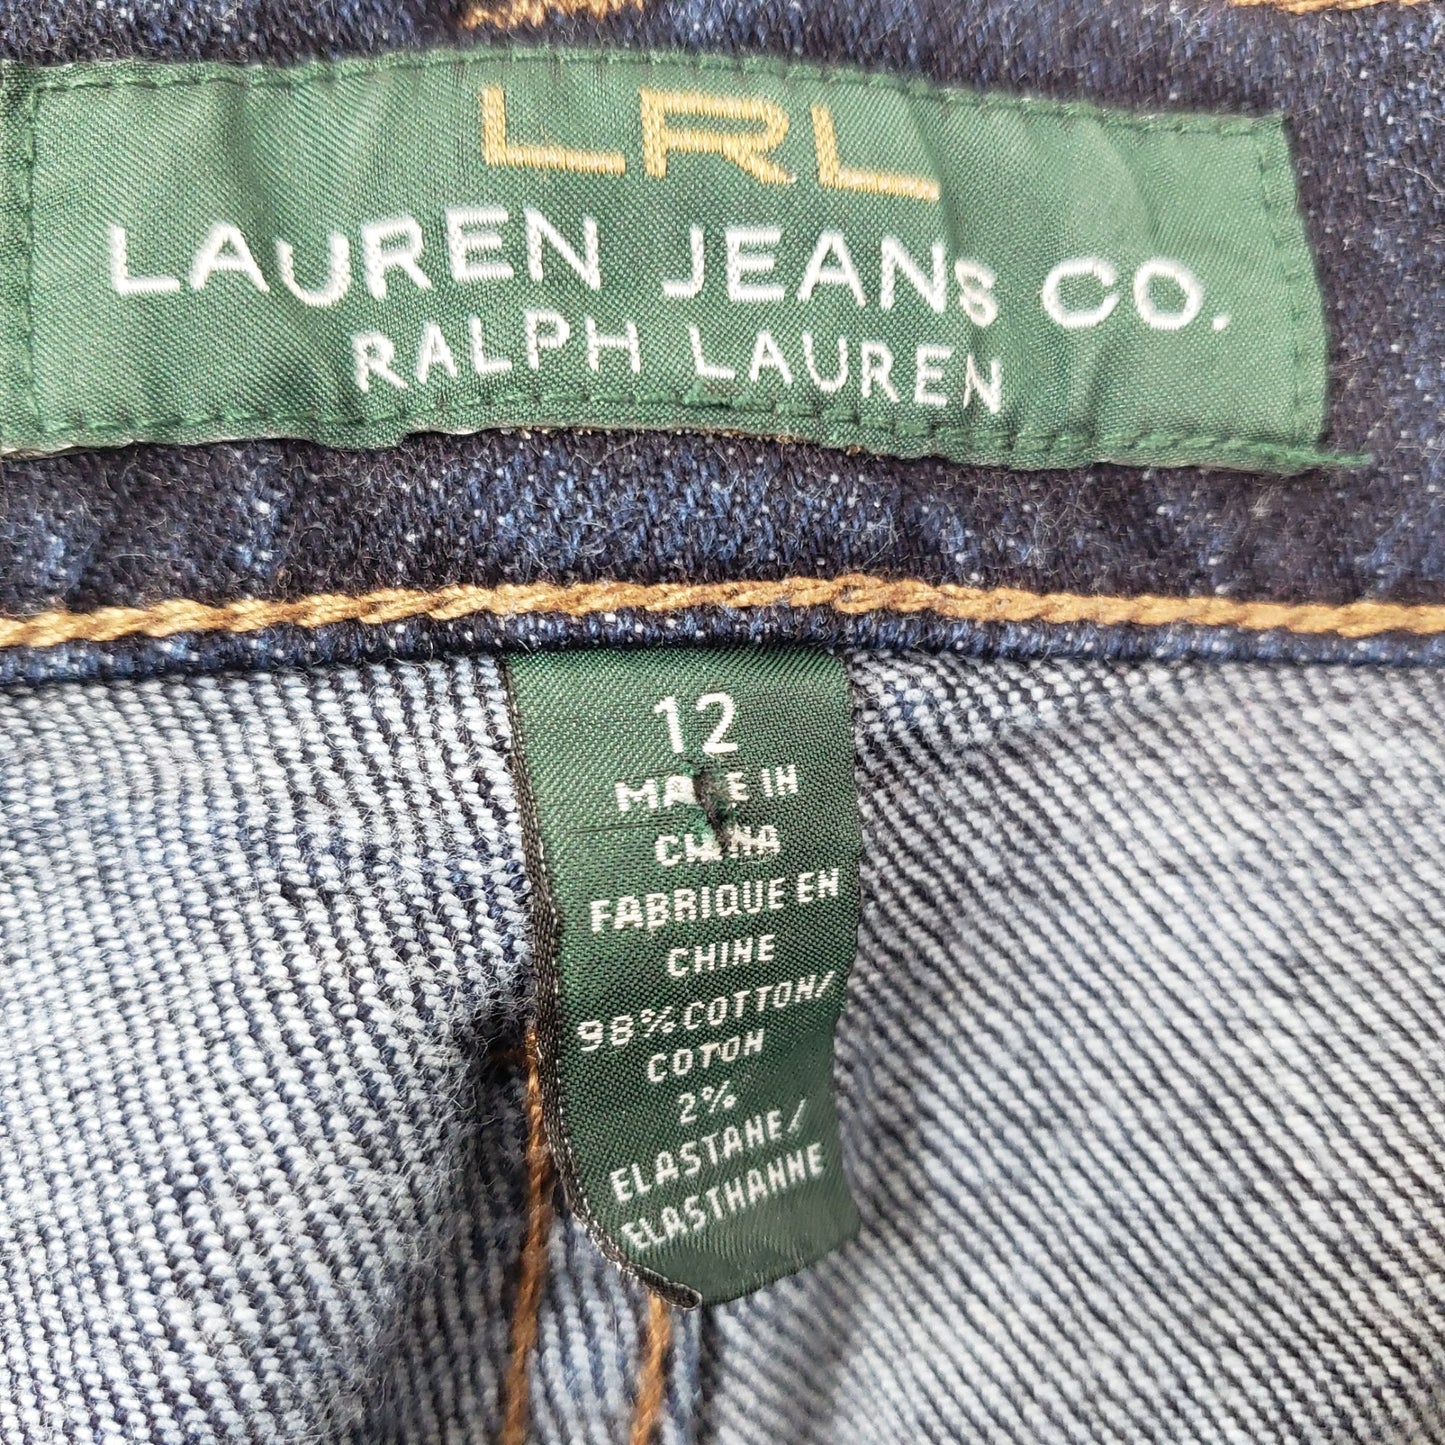 LRL
LAUREN JEANS CO.
RALPH LAUREN
12
MADE IN
CHINA
FABRIQUE EN
CHINE
98% COTTON/
COTON
2%
ELASTANE/
ELASTHANNE